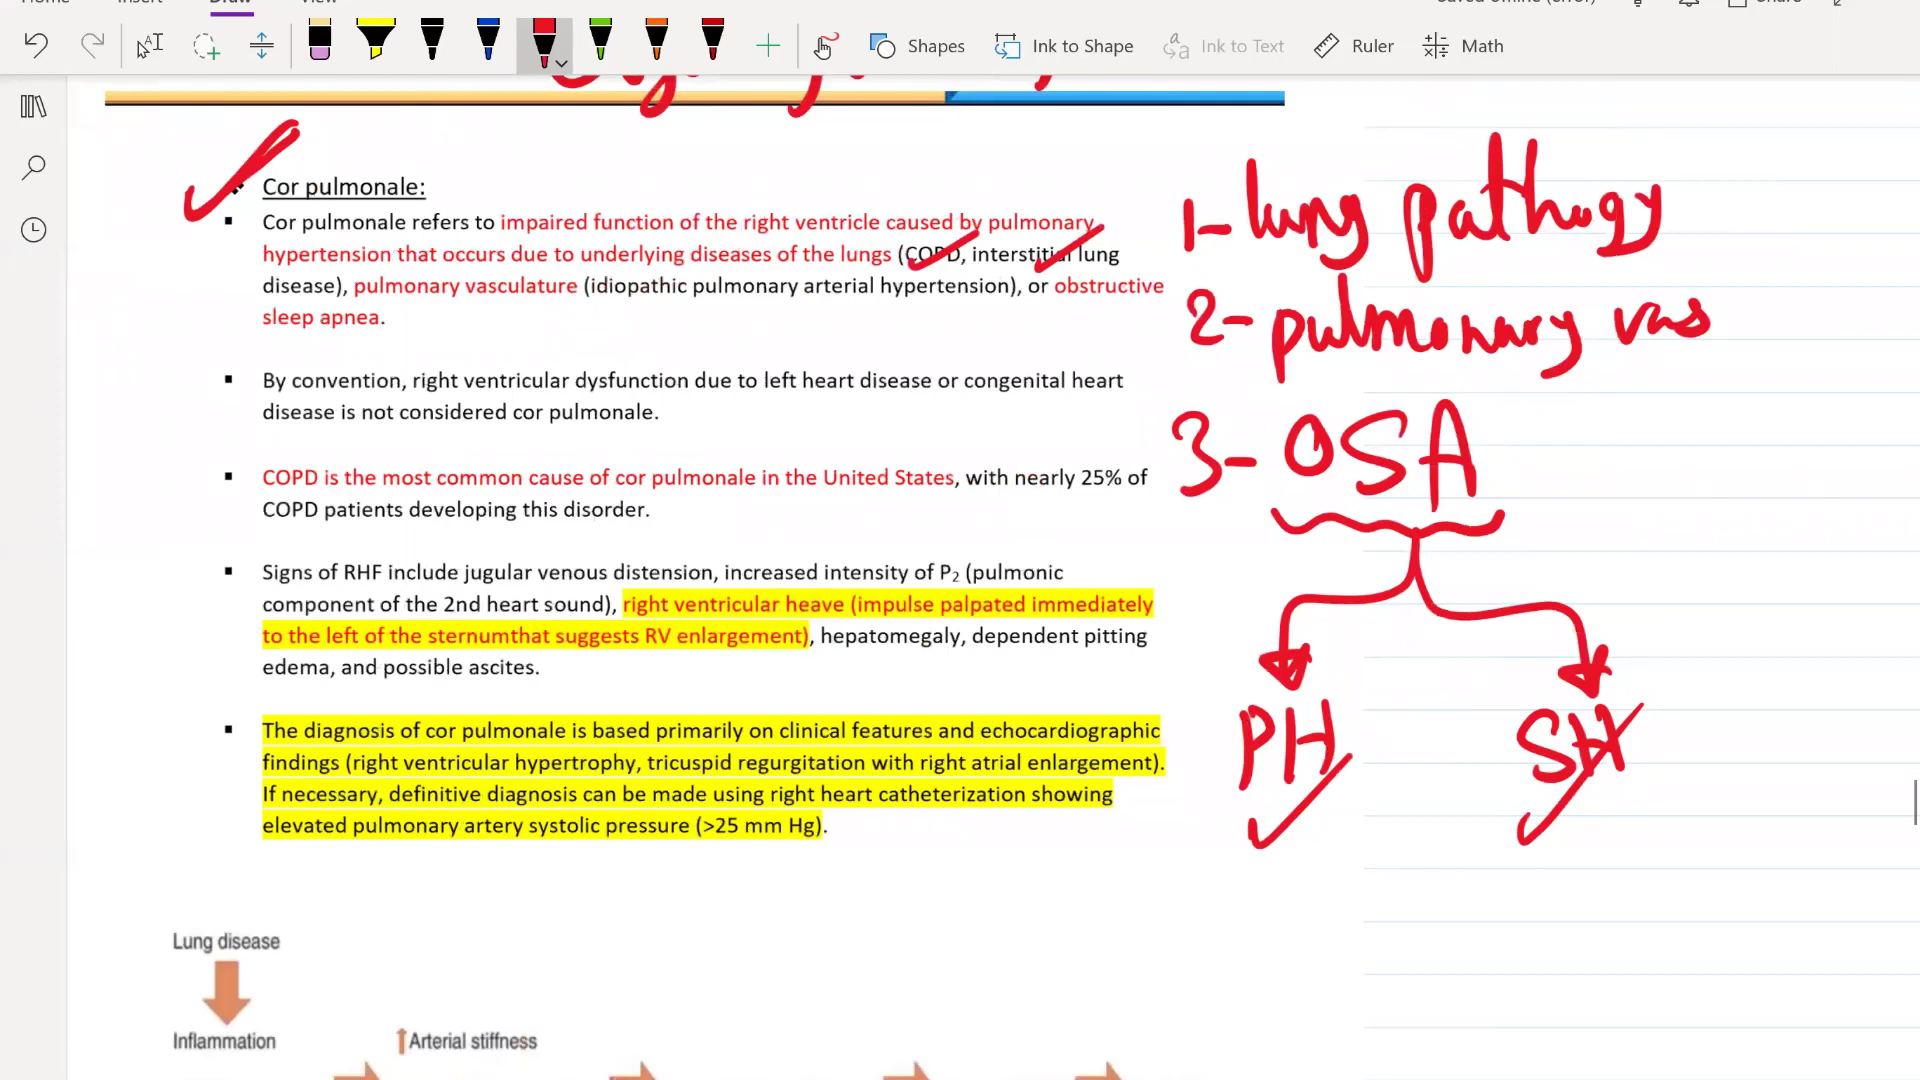 Shapes
Ink to Shape
Ink to Text
Ruler
Math
Cor pulmonale:
Cor pulmonale refers to impaired function of the right ventricle caused by pulmonary
hypertension that occurs due to underlying diseases of the lungs (COPD, interstitial lung
disease), pulmonary vasculature (idiopathic pulmonary arterial hypertension), or obstructive
sleep apnea.
By convention, right ventricular dysfunction due to left heart disease or congenital heart
disease is not considered cor pulmonale.
COPD is the most common cause of cor pulmonale in the United States, with nearly 25% of
COPD patients developing this disorder.
Signs of RHF include jugular venous distension, increased intensity of P₂ (pulmonic
component of the 2nd heart sound), right ventricular heave (impulse palpated immediately
to the left of the sternumthat suggests RV enlargement), hepatomegaly, dependent pitting
edema, and possible ascites.
The diagnosis of cor pulmonale is based primarily on clinical features and echocardiographic
findings (right ventricular hypertrophy, tricuspid regurgitation with right atrial enlargement).
If necessary, definitive diagnosis can be made using right heart catheterization showing
elevated pulmonary artery systolic pressure (>25 mm Hg).
1- lung
2- pulmonary vas
3- OSA
PH
Lung disease
Inflammation
Arterial stiffness